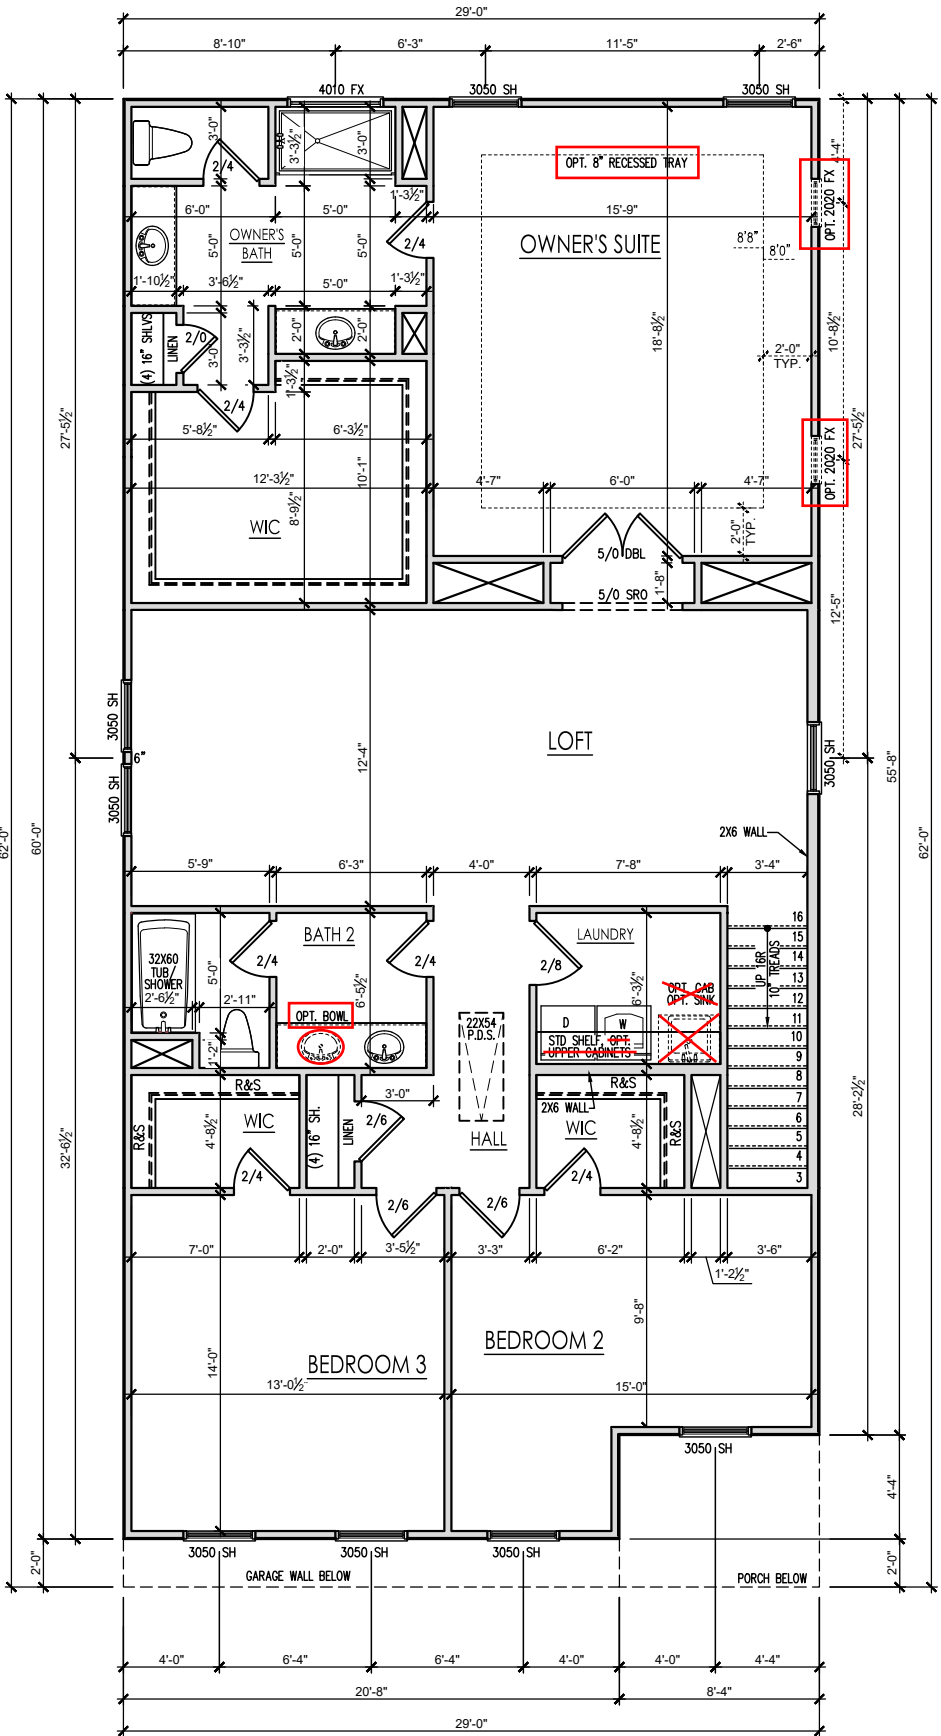 29'-0"
8'-10" 6'-3" 11'-5" 2'-6"
4010 FX 3050 SH 3050 SH
3'-0" 3'-3½" 3'-0" 4'-4"
2/4
OPT. 8" RECESSED TRAY
OPT. 2020 FX
1'-3½"
6'-0" 5'-0" 15'-9"
OWNER'S
BATH
OWNER'S SUITE
5'-0" 5'-0" 5'-0" 2/4
8'8" 8'0"
1'-10½" 3'-6½" 5'-0" 1'-3½"
(4) 16" SHLVS
LINEN
2/0
3'-0" 3'-3½" 2'-0" 2'-0"
18'-8½" 10'-8½"
2'-0"
TYP.
1'-3½"
2/4
27'-5½" 27'-5½"
5'-8½" 6'-3½"
OPT. 2020 FX
12'-3½" 10'-1" 8'-9½"
4'-7" 6'-0" 4'-7"
WIC
2'-0"
TYP.
5/0 DBL
1'-8"
5/0 SRO
12'-5"
3050 SH
LOFT
6"
12'-4"
3050 SH
3050 SH
55'-8"
62'-0" 60'-0" 62'-0"
2X6 WALL
5'-9" 6'-3" 4'-0" 7'-8" 3'-4"
BATH 2
LAUNDRY
32X60
TUB/
SHOWER
5'-0" 2/4 2/4 2/8
6'-5½" 6'-3½"
2'-6½" 2'-11"
OPT. CAB
OPT. SINK
16
15
14
13
12
11
10
9
8
7
6
5
4
3
UP 16R
10" TREADS
OPT. BOWL
22X54
P.D.S.
D W
STD SHELF, OPT.
UPPER CABINETS
1'-2"
R&S R&S
3'-0"
2X6 WALL
R&S
WIC
4'-8½"
(4) 16" SH.
LINEN
2/6
HALL
WIC
4'-8½"
R&S
28'-2½"
32'-6½"
2/4 2/6 2/6 2/4
7'-0" 2'-0" 3'-5½" 3'-3" 6'-2" 3'-6"
1'-2½"
9'-8"
BEDROOM 2
BEDROOM 3
14'-0"
13'-0½" 15'-0"
3050 SH
4'-4"
3050 SH 3050 SH 3050 SH
GARAGE WALL BELOW
PORCH BELOW
2'-0" 2'-0"
4'-0" 6'-4" 6'-4" 4'-0" 4'-0" 4'-4"
20'-8" 8'-4"
29'-0"